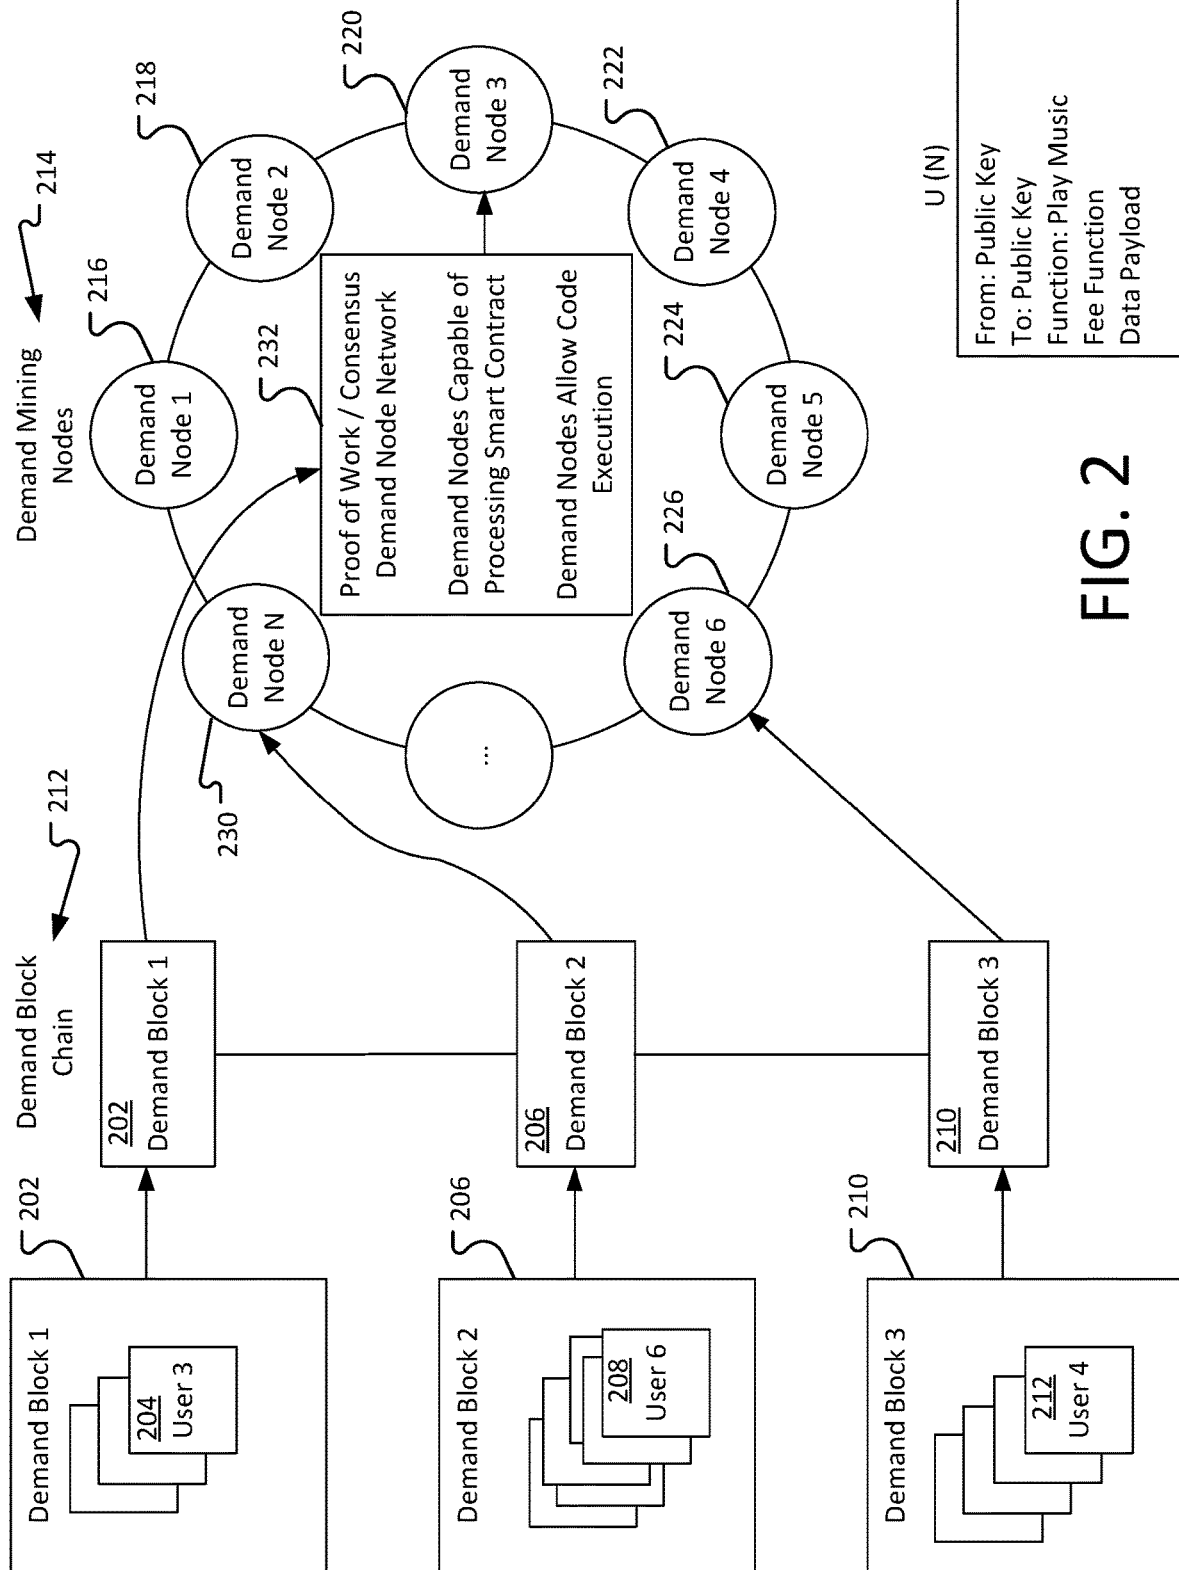 Demand Block 1
204
User 3
202
Demand Block 2
208
User 6
206
Demand Block 3
212
User 4
210
Demand Block
Chain
212
202
Demand Block 1
206
Demand Block 2
210
Demand Block 3
Demand Mining
Nodes
214
Demand
Node 1
216
Demand
Node 2
218
Demand
Node 3
220
Demand
Node 4
222
Demand
Node 5
224
Demand
Node 6
226
...
Demand
Node N
230
232
Proof of Work / Consensus
Demand Node Network
Demand Nodes Capable of
Processing Smart Contract
Demand Nodes Allow Code
Execution
U (N)
From: Public Key
To: Public Key
Function: Play Music
Fee Function
Data Payload
FIG. 2